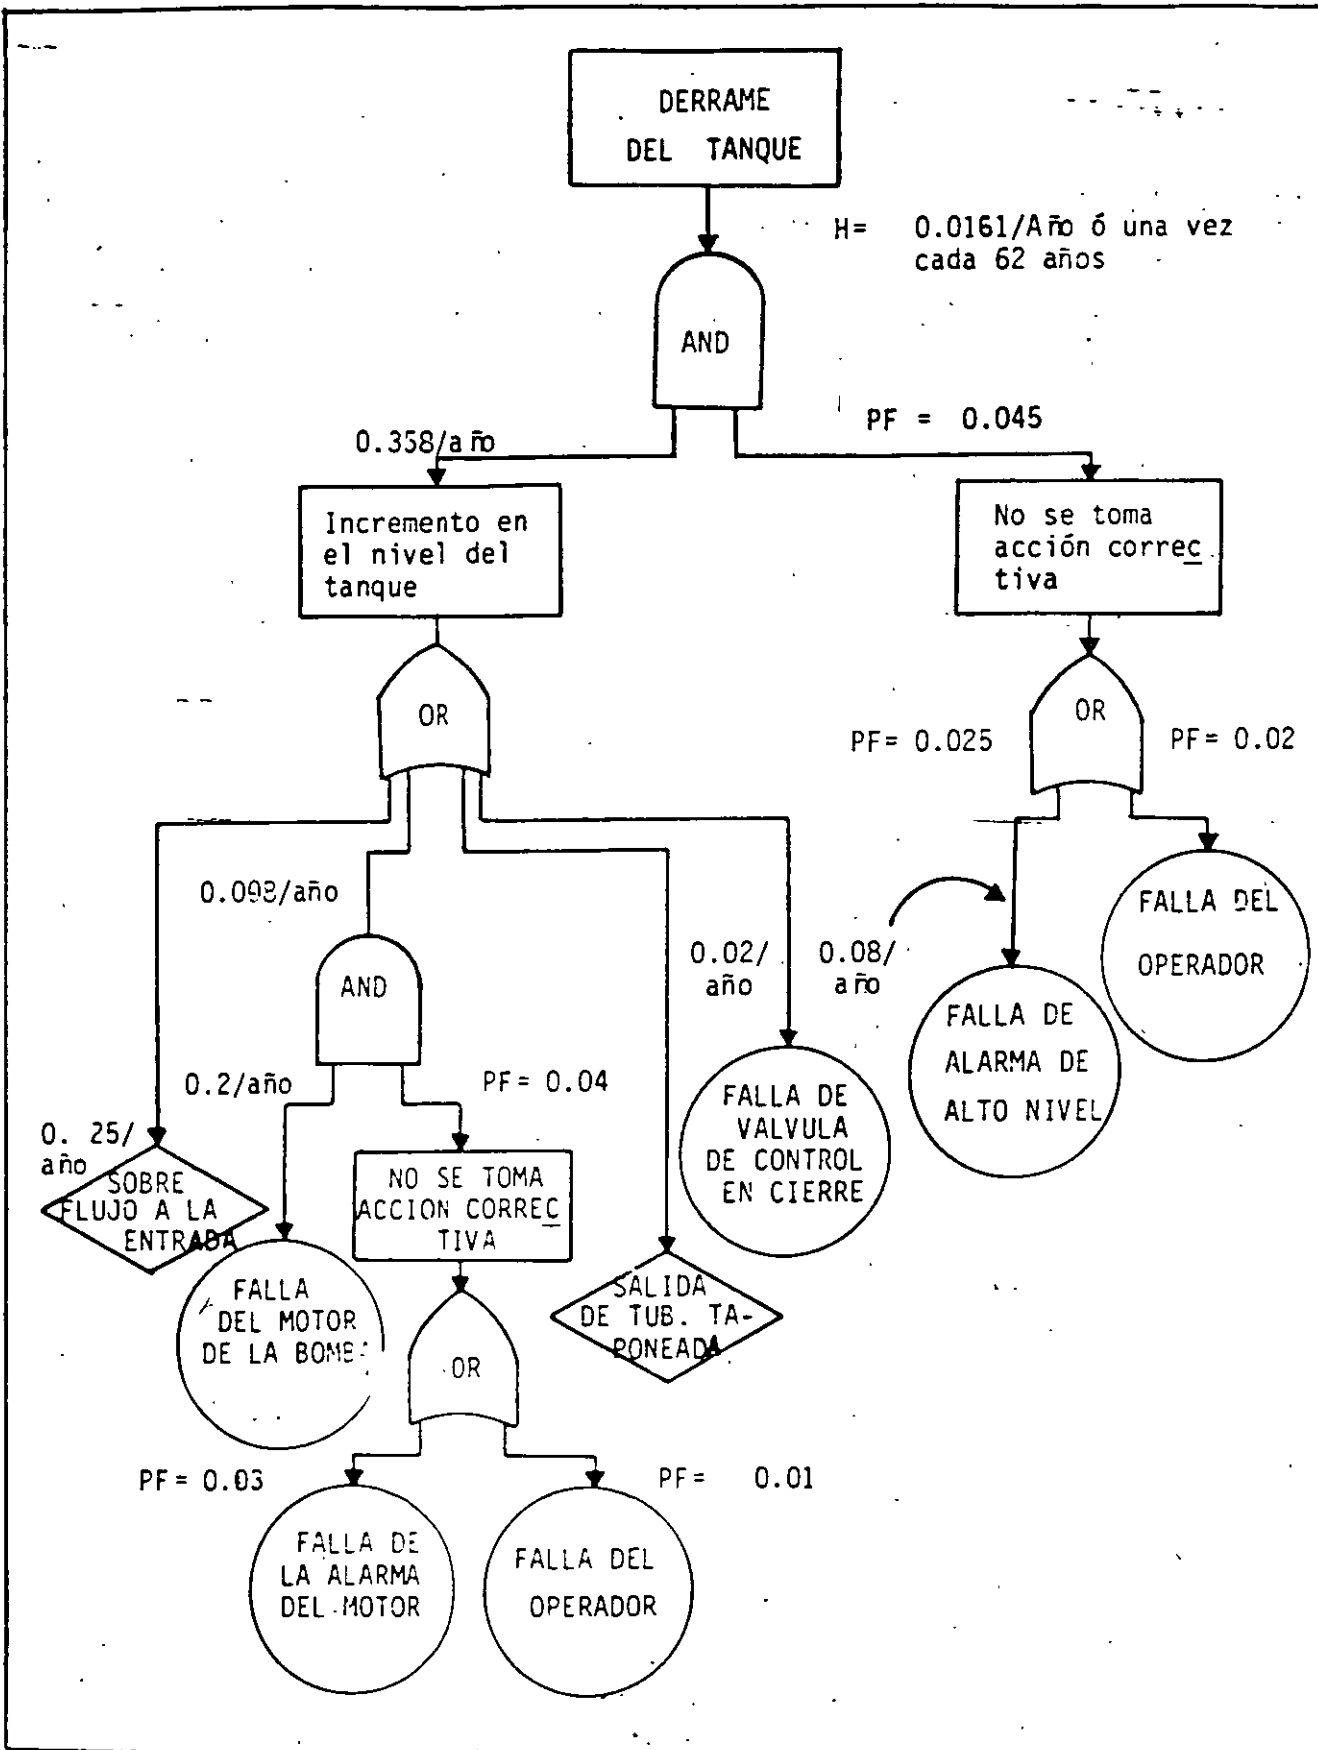 DERRAME
DEL TANQUE
H= 0.0161/Año ó una vez
cada 62 años
AND
PF = 0.045
0.358/año
Incremento en
el nivel del
tanque
No se toma
acción correc
tiva
OR
OR
PF= 0.025
PF= 0.02
0.098/año
FALLA DEL
OPERADOR
0.02/
año
0.08/
año
AND
FALLA DE
ALARMA DE
ALTO NIVEL
0.2/año
PF= 0.04
FALLA DE
VALVULA
DE CONTROL
EN CIERRE
0. 25/
año
SOBRE
FLUJO A LA
ENTRADA
NO SE TOMA
ACCION CORREC
TIVA
FALLA
DEL MOTOR
DE LA BOMBA
SALIDA
DE TUB. TA-
PONEADA
OR
PF= 0.03
PF= 0.01
FALLA DE
LA ALARMA
DEL MOTOR
FALLA DEL
OPERADOR